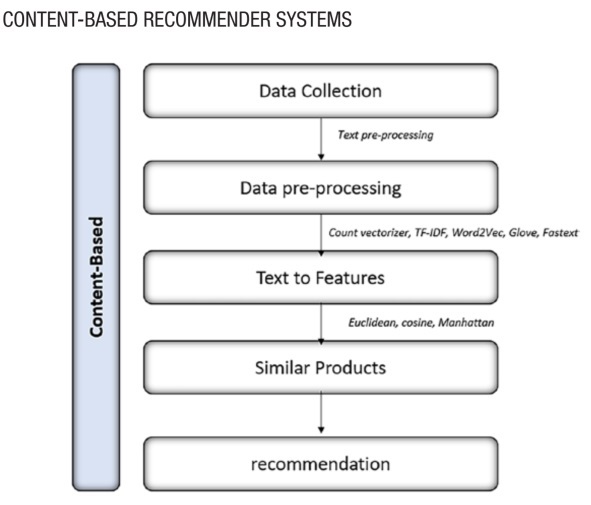 CONTENT-BASED RECOMMENDER SYSTEMS
Content-Based
Data Collection
Text pre-processing
Data pre-processing
Count vectorizer, TF-IDF, Word2Vec, Glove, Fastext
Text to Features
Euclidean, cosine, Manhattan
Similar Products
recommendation